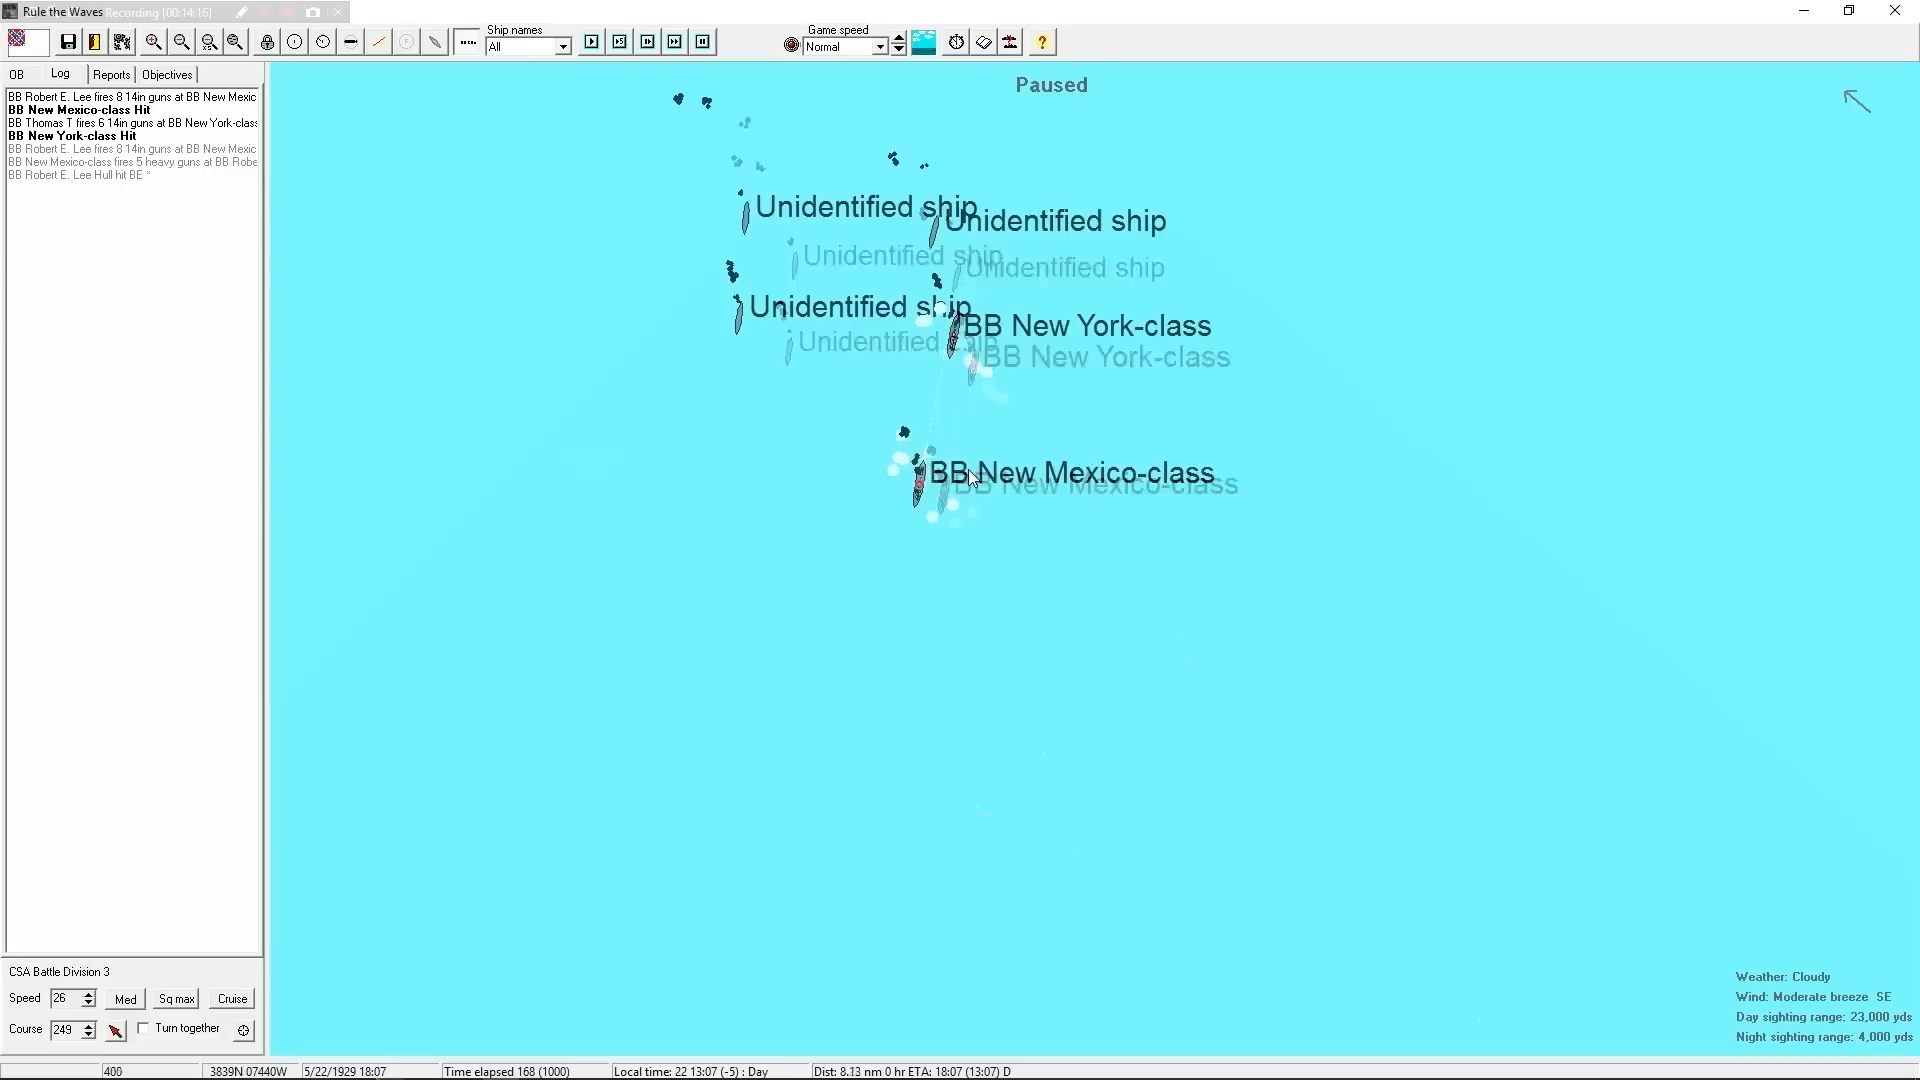 Rule the Waves Recording [00:14:16]
Ship names
All
Game speed
Normal
OB
Log
Reports
Objectives
BB Robert E. Lee fires 8 14in guns at BB New Mexic
BB New Mexico-class Hit
BB Thomas T fires 6 14in guns at BB New York-class
BB New York-class Hit
BB Robert E. Lee fires 8 14in guns at BB New Mexic
BB New Mexico-class fires 5 heavy guns at BB Robe
BB Robert E. Lee Hull hit BE *
Paused
Unidentified ship
Unidentified ship
Unidentified ship
Unidentified ship
Unidentified ship
BB New York-class
Unidentified ship
BB New York-class
BB New Mexico-class
BB New Mexico-class
CSA Battle Division 3
Speed 26 Med Sq max Cruise
Course 249 Turn together
Weather: Cloudy
Wind: Moderate breeze SE
Day sighting range: 23,000 yds
Night sighting range: 4,000 yds
400 3839N 07440W 5/22/1929 18:07 Time elapsed 168 (1000) Local time: 22 13:07 (-5) : Day Dist: 8.13 nm 0 hr ETA: 18:07 (13:07) D